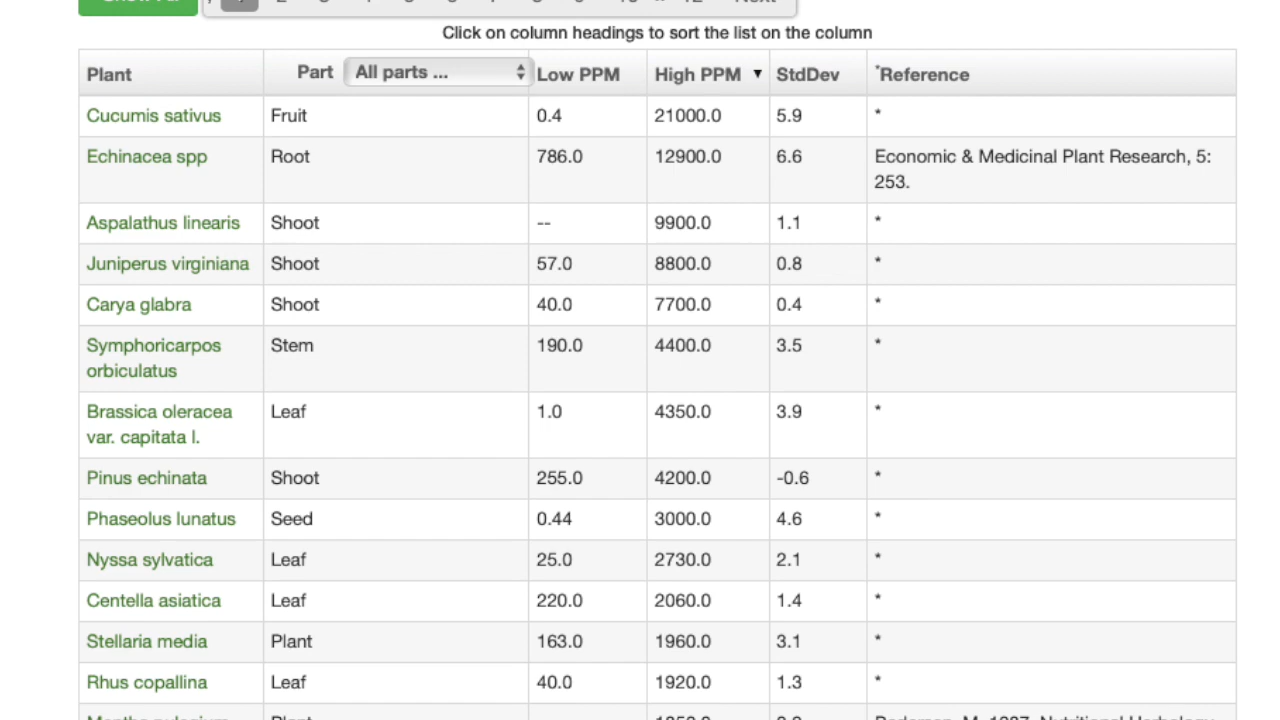 Click on column headings to sort the list on the column
Plant Part All parts ... Low PPM High PPM ▼ StdDev *Reference
Cucumis sativus Fruit 0.4 21000.0 5.9 *
Echinacea spp Root 786.0 12900.0 6.6 Economic & Medicinal Plant Research, 5:
253.
Aspalathus linearis Shoot -- 9900.0 1.1 *
Juniperus virginiana Shoot 57.0 8800.0 0.8 *
Carya glabra Shoot 40.0 7700.0 0.4 *
Symphoricarpos Stem 190.0 4400.0 3.5 *
orbiculatus
Brassica oleracea Leaf 1.0 4350.0 3.9 *
var. capitata l.
Pinus echinata Shoot 255.0 4200.0 -0.6 *
Phaseolus lunatus Seed 0.44 3000.0 4.6 *
Nyssa sylvatica Leaf 25.0 2730.0 2.1 *
Centella asiatica Leaf 220.0 2060.0 1.4 *
Stellaria media Plant 163.0 1960.0 3.1 *
Rhus copallina Leaf 40.0 1920.0 1.3 *